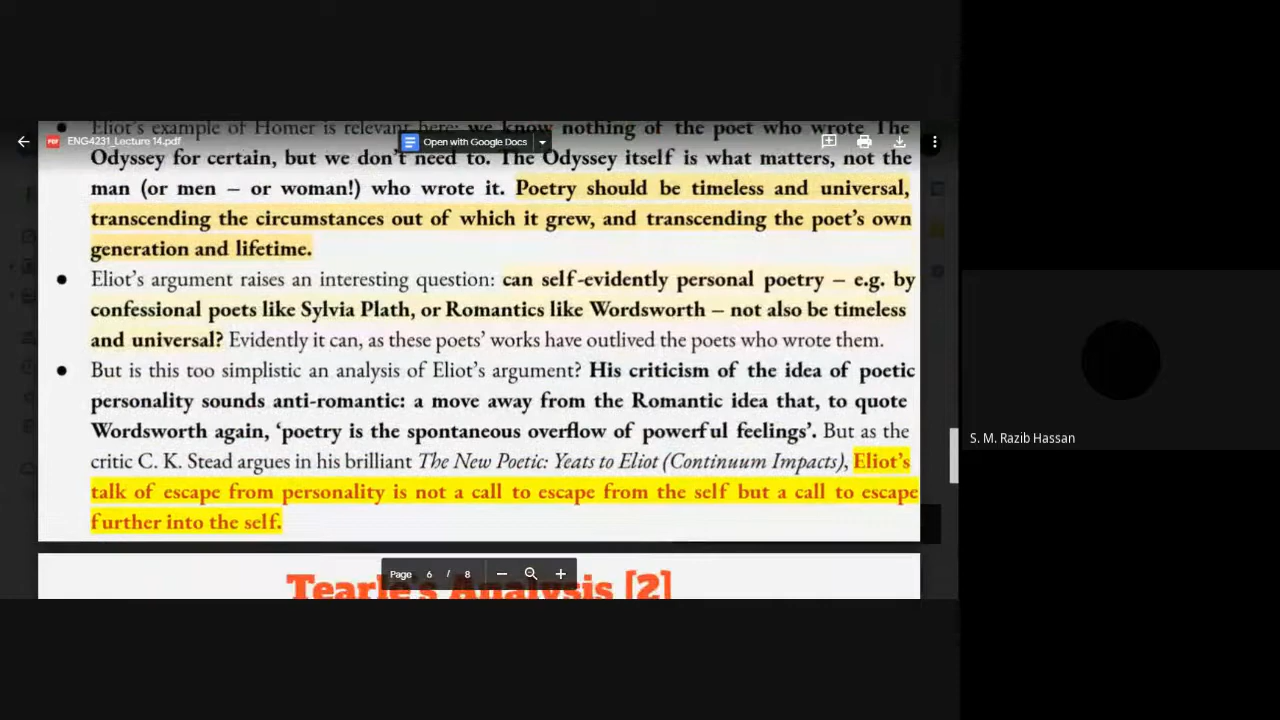 Eliot's example of Homer is relevant here: we know nothing of the poet who wrote The
ENG4231_Lecture 14.pdf
Open with Google Docs
Odyssey for certain, but we don't need to. The Odyssey itself is what matters, not the
man (or men – or woman!) who wrote it. Poetry should be timeless and universal,
transcending the circumstances out of which it grew, and transcending the poet's own
generation and lifetime.
● Eliot's argument raises an interesting question: can self-evidently personal poetry – e.g. by
confessional poets like Sylvia Plath, or Romantics like Wordsworth – not also be timeless
and universal? Evidently it can, as these poets' works have outlived the poets who wrote them.
● But is this too simplistic an analysis of Eliot's argument? His criticism of the idea of poetic
personality sounds anti-romantic: a move away from the Romantic idea that, to quote
Wordsworth again, 'poetry is the spontaneous overflow of powerful feelings'. But as the
critic C. K. Stead argues in his brilliant The New Poetic: Yeats to Eliot (Continuum Impacts), Eliot's
talk of escape from personality is not a call to escape from the self but a call to escape
further into the self.
Page 6 / 8
Tearle's Analysis [2]
S. M. Razib Hassan